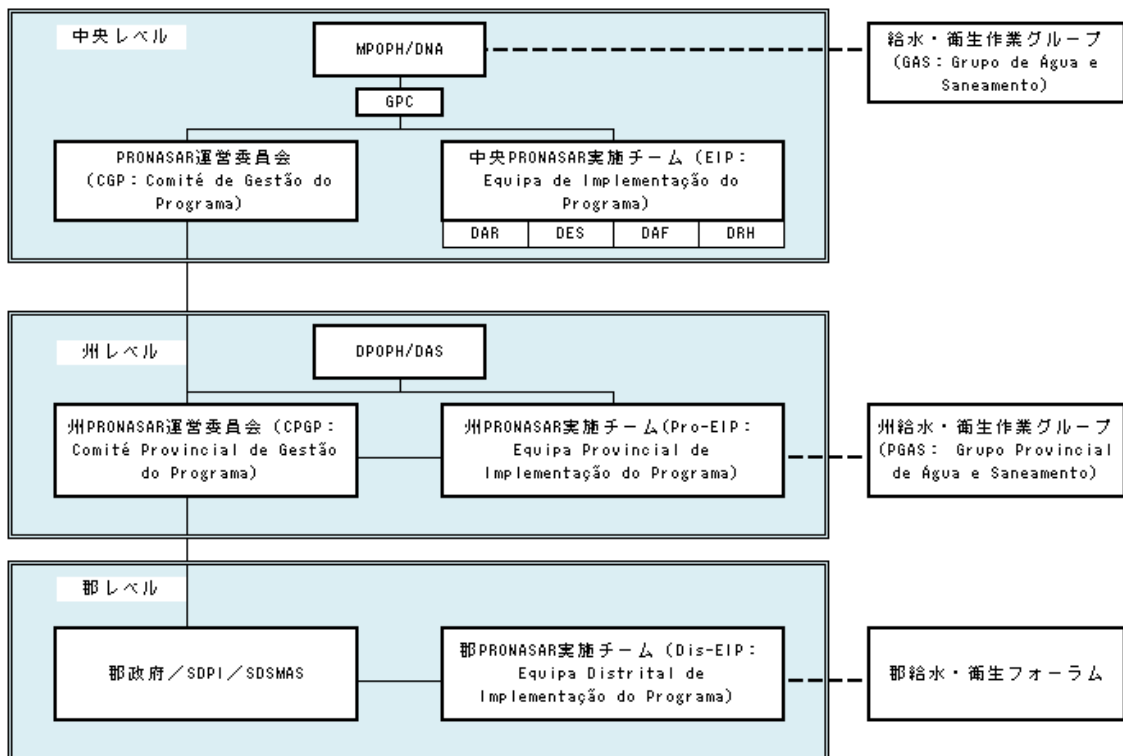 中央レベル
MPOPH/DNA
給水・衛生作業グループ
(GAS：Grupo de Água e
Saneamento)
GPC
PRONASAR運営委員会
(CGP：Comité de Gestão do
Programa)
中央PRONASAR実施チーム (EIP：
Equipa de Implementação do
Programa)
DAR
DES
DAF
DRH
州レベル
DPOPH/DAS
州PRONASAR運営委員会 (CPGP：
Comité Provincial de Gestão
do Programa)
州PRONASAR実施チーム(Pro-EIP：
Equipa Provincial de
Implementação do Programa)
州給水・衛生作業グループ
(PGAS： Grupo Provincial
de Água e Saneamento)
郡レベル
郡政府／SDPI／SDSMAS
郡PRONASAR実施チーム (Dis-EIP：
Equipa Distrital de
Implementação do Programa)
郡給水・衛生フォーラム